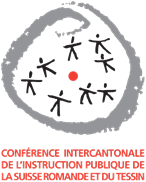 CONFÉRENCE INTERCANTONALE
DE L'INSTRUCTION PUBLIQUE DE
LA SUISSE ROMANDE ET DU TESSIN